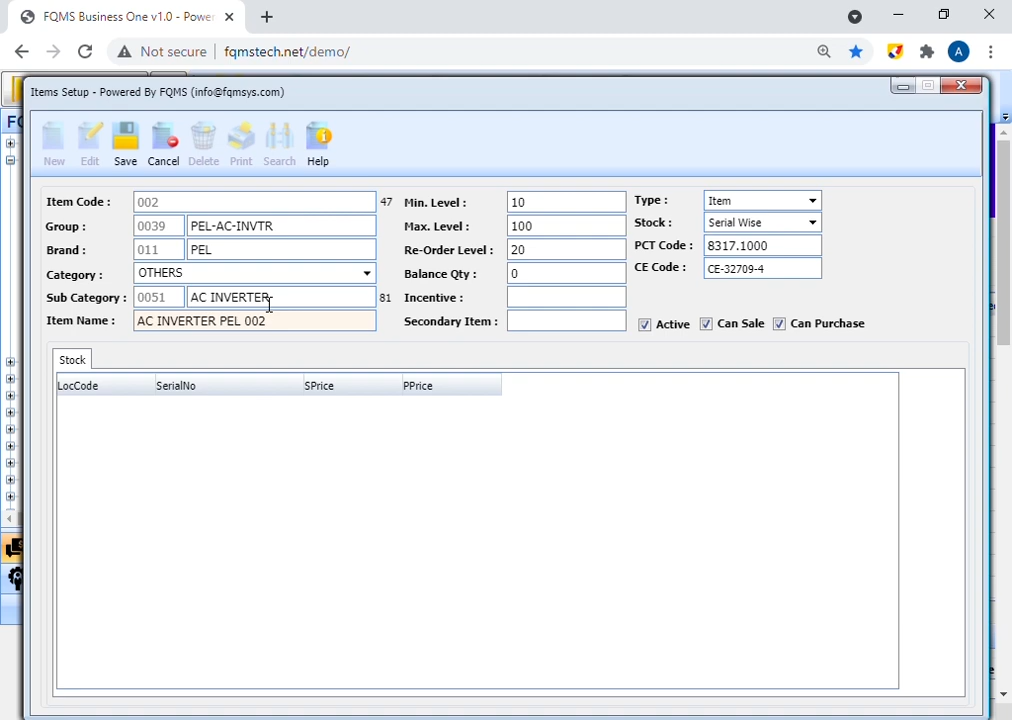 FQMS Business One v1.0 - Power
Not secure
fqmstech.net/demo/
A
Items Setup - Powered By FQMS (info@fqmsys.com)
New Edit Save Cancel Delete Print Search Help
Item Code : 002 47 Min. Level : 10 Type : Item
Group : 0039 PEL-AC-INVTR Max. Level : 100 Stock : Serial Wise
Brand : 011 PEL Re-Order Level : 20 PCT Code : 8317.1000
Category : OTHERS Balance Qty : 0 CE Code : CE-32709-4
Sub Category : 0051 AC INVERTER 81 Incentive :
Item Name : AC INVERTER PEL 002 Secondary Item : Active Can Sale Can Purchase
Stock
LocCode SerialNo SPrice PPrice